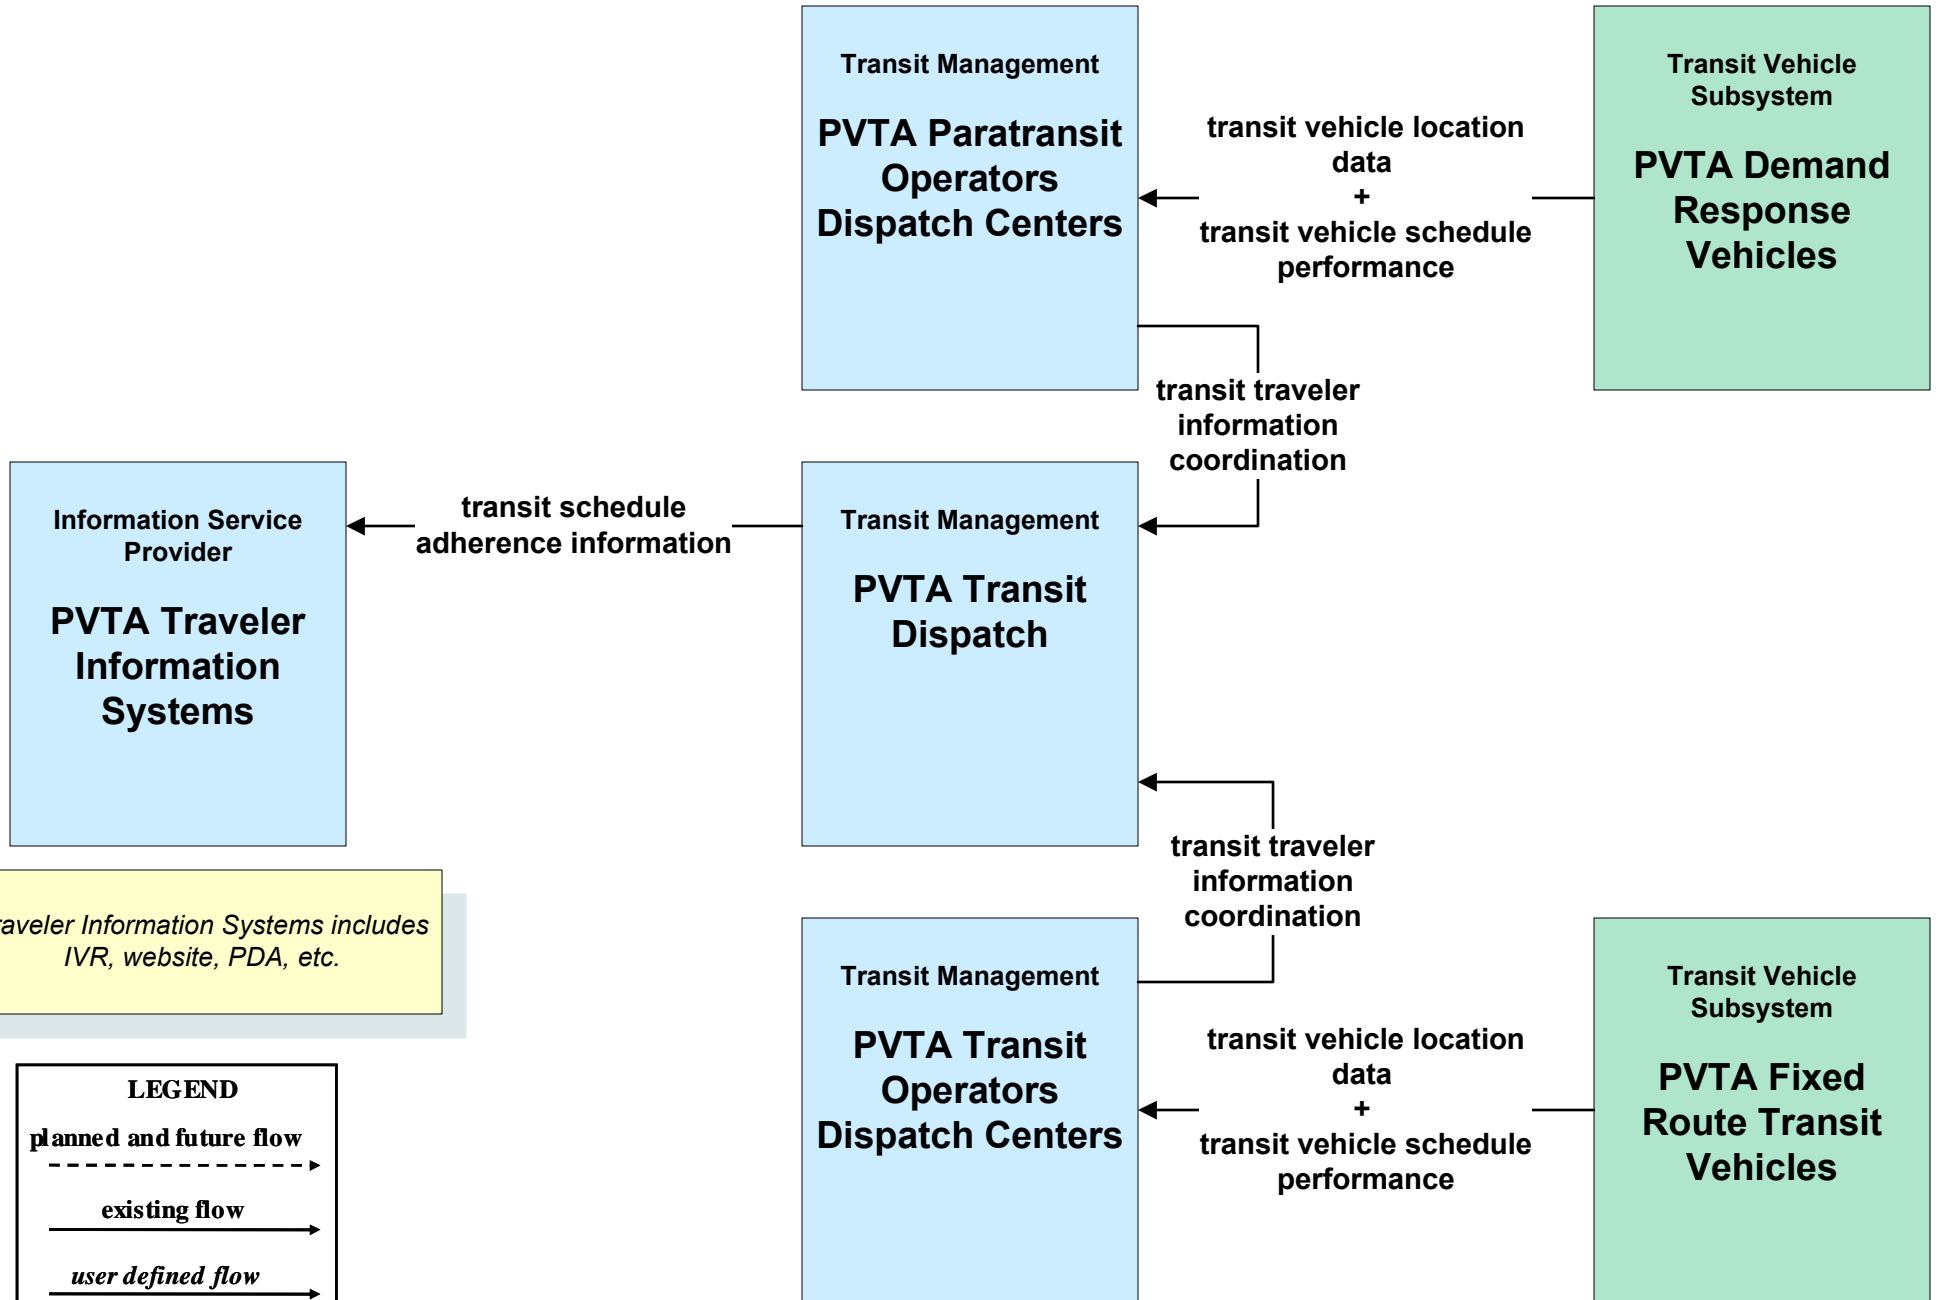 Transit Management
PVTA Paratransit
Operators
Dispatch Centers
transit vehicle location
data
+
transit vehicle schedule
performance
Transit Vehicle
Subsystem
PVTA Demand
Response
Vehicles
transit traveler
information
coordination
Information Service
Provider
PVTA Traveler
Information
Systems
transit schedule
adherence information
Transit Management
PVTA Transit
Dispatch
transit traveler
information
coordination
raveler Information Systems includes
IVR, website, PDA, etc.
Transit Management
PVTA Transit
Operators
Dispatch Centers
transit vehicle location
data
+
transit vehicle schedule
performance
Transit Vehicle
Subsystem
PVTA Fixed
Route Transit
Vehicles
LEGEND
planned and future flow
existing flow
user defined flow